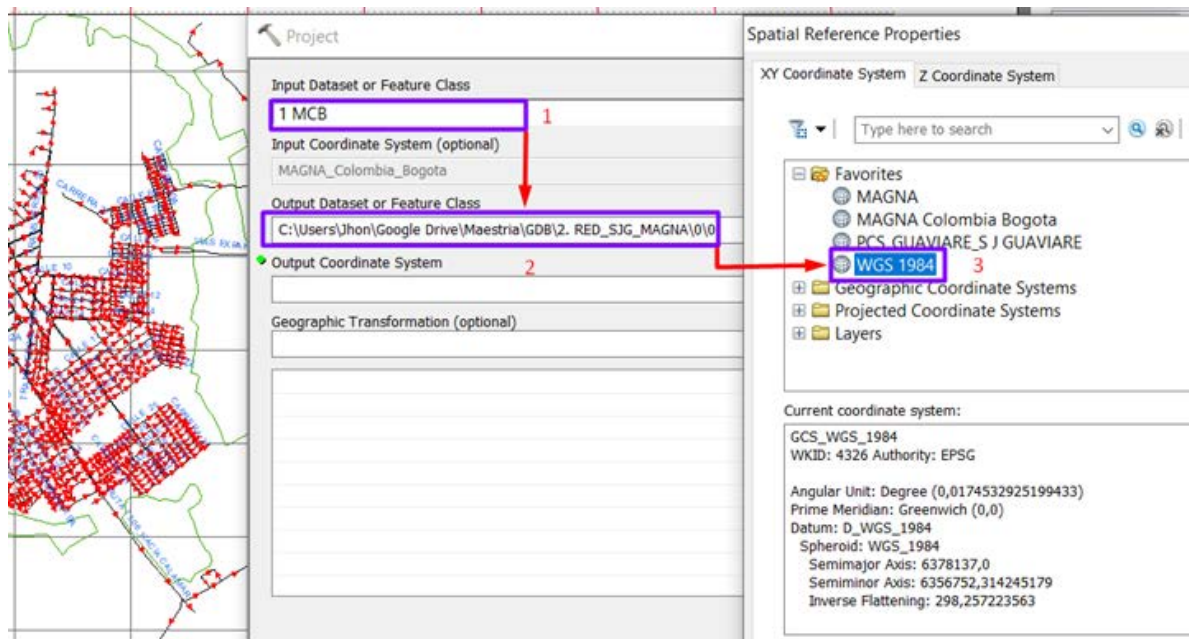 Project
Input Dataset or Feature Class
1 MCB
1
Input Coordinate System (optional)
MAGNA_Colombia_Bogota
Output Dataset or Feature Class
C:\Users\Jhon\Google Drive\Maestria\GDB\2. RED_SJG_MAGNA\0\0
Output Coordinate System
2
Geographic Transformation (optional)
Spatial Reference Properties
XY Coordinate System
Z Coordinate System
Type here to search
Favorites
MAGNA
MAGNA Colombia Bogota
PCS_GUAVIARE_S J GUAVIARE
WGS 1984
3
Geographic Coordinate Systems
Projected Coordinate Systems
Layers
Current coordinate system:
GCS_WGS_1984
WKID: 4326 Authority: EPSG
Angular Unit: Degree (0,0174532925199433)
Prime Meridian: Greenwich (0,0)
Datum: D_WGS_1984
Spheroid: WGS_1984
Semimajor Axis: 6378137,0
Semiminor Axis: 6356752,314245179
Inverse Flattening: 298,257223563
CARRERA
CALLE